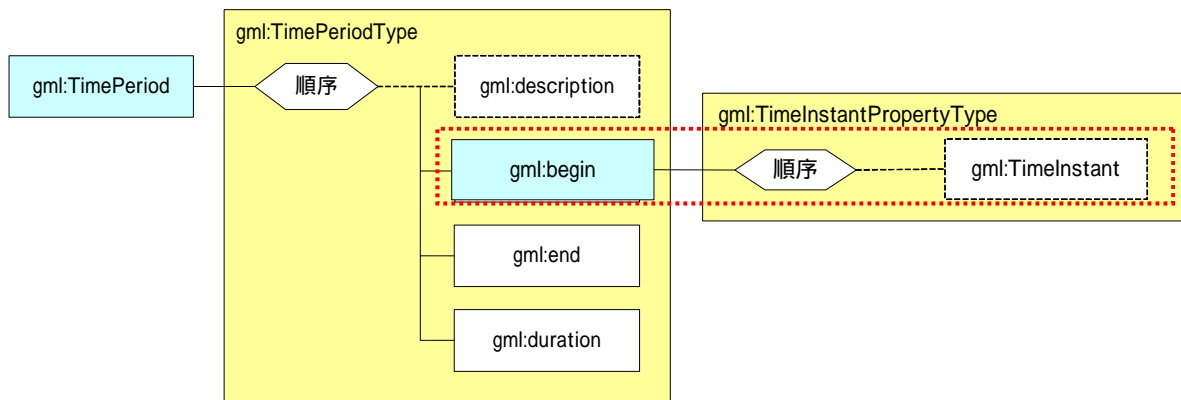 gml:TimePeriodType
gml:TimePeriod
順序
gml:description
gml:TimeInstantPropertyType
gml:begin
順序
gml:TimeInstant
gml:end
gml:duration